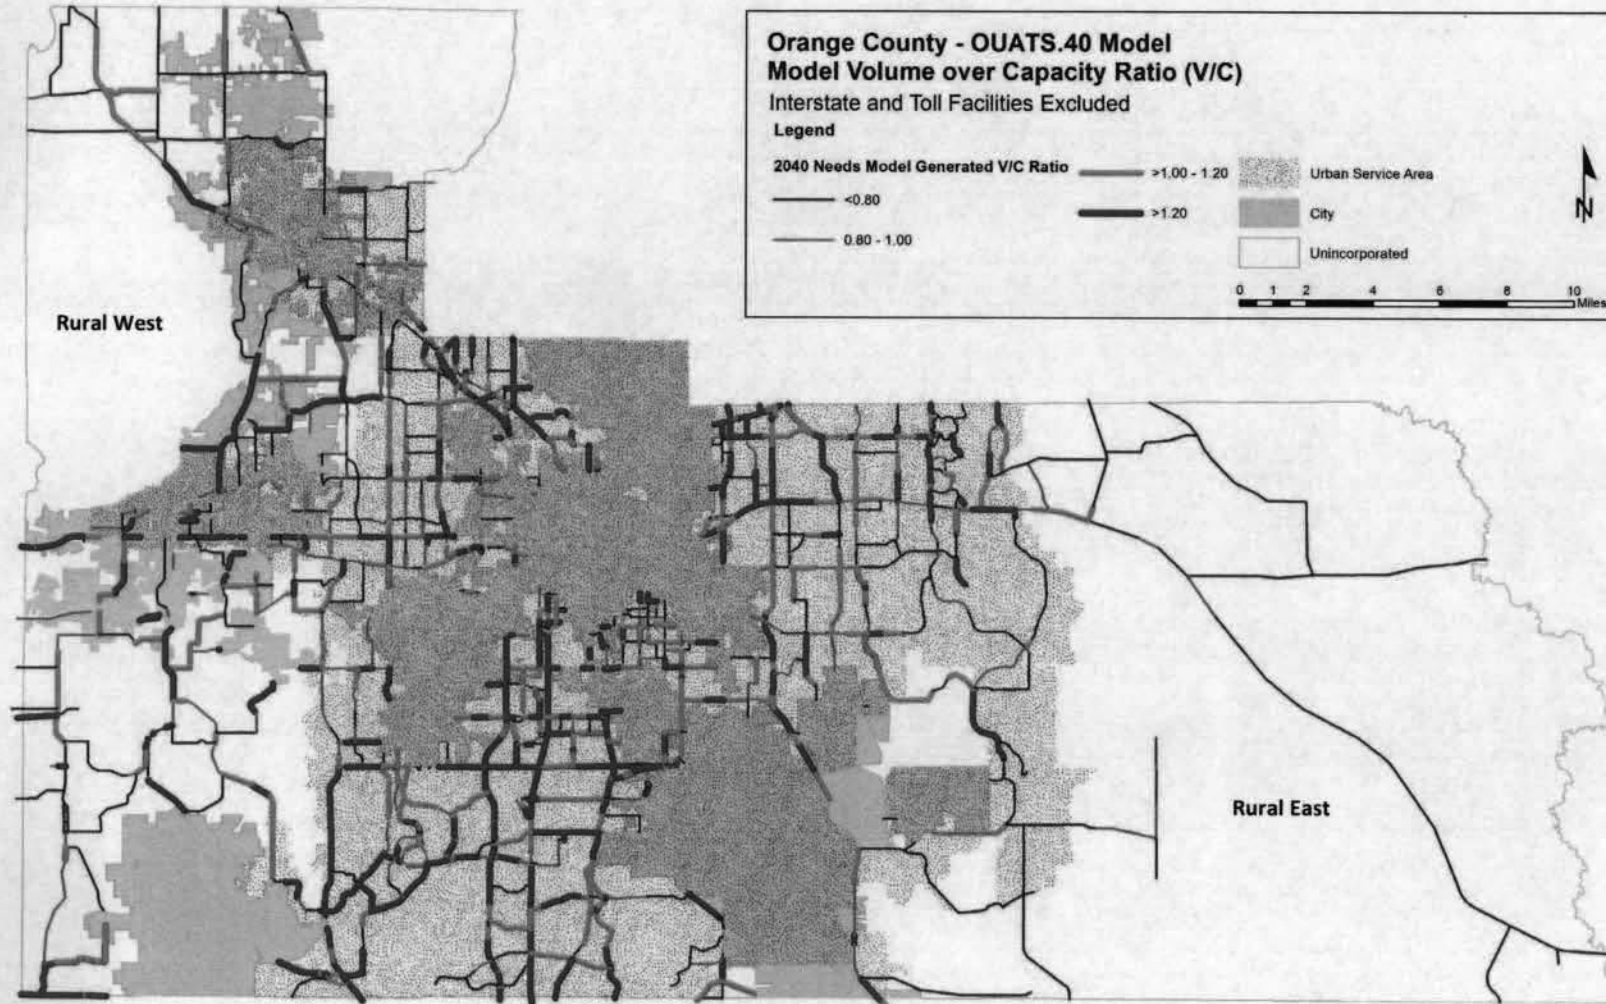 Orange County - OUATS.40 Model
Model Volume over Capacity Ratio (V/C)
Interstate and Toll Facilities Excluded
Legend
2040 Needs Model Generated V/C Ratio
<0.80
0.80 - 1.00
>1.00 - 1.20
>1.20
Urban Service Area
City
Unincorporated
N
0 1 2 4 6 8 10
Miles
Rural West
Rural East